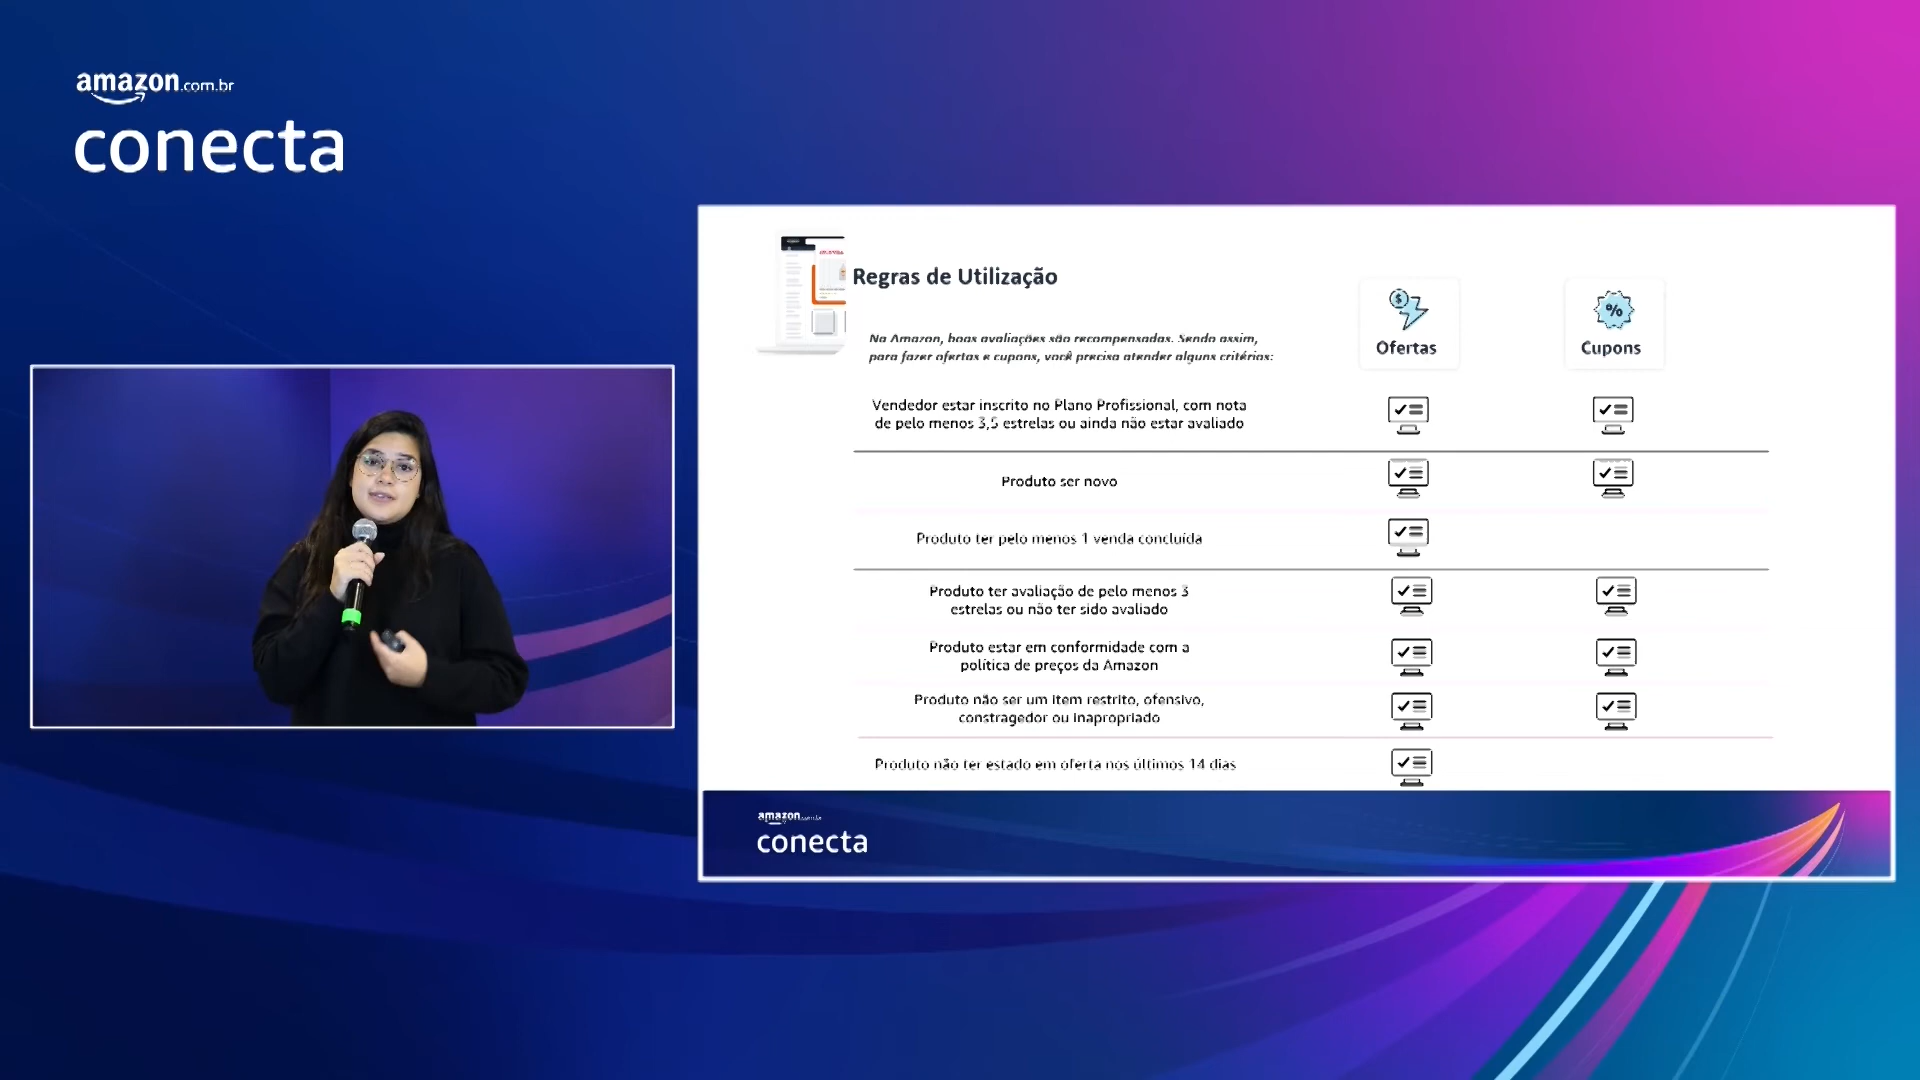 amazon.com.br
conecta
Regras de Utilização
Na Amazon, boas avaliações são recompensadas. Sendo assim,
para fazer ofertas e cupons, você precisa atender alguns critérios:
Ofertas
Cupons
Vendedor estar inscrito no Plano Profissional, com nota
de pelo menos 3,5 estrelas ou ainda não estar avaliado
Produto ser novo
Produto ter pelo menos 1 venda concluída
Produto ter avaliação de pelo menos 3
estrelas ou não ter sido avaliado
Produto estar em conformidade com a
política de preços da Amazon
Produto não ser um item restrito, ofensivo,
constragedor ou inapropriado
Produto não ter estado em oferta nos últimos 14 dias
amazon.com.br
conecta